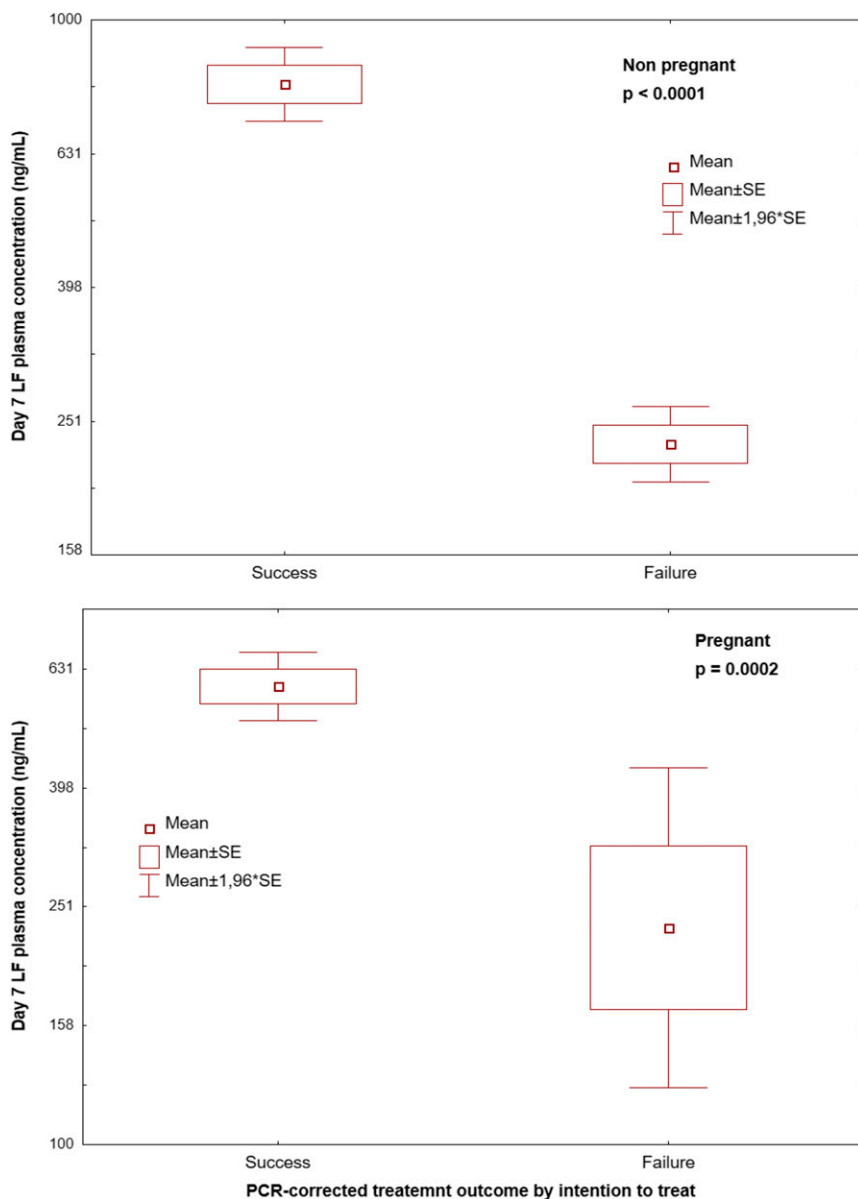 Day 7 LF plasma concentration (ng/mL)
1000
631
398
251
158
Non pregnant
p < 0.0001
Mean
Mean±SE
Mean±1,96*SE
Success
Failure
Day 7 LF plasma concentration (ng/mL)
631
398
251
158
100
Pregnant
p = 0.0002
Mean
Mean±SE
Mean±1,96*SE
Success
Failure
PCR-corrected treatemnt outcome by intention to treat